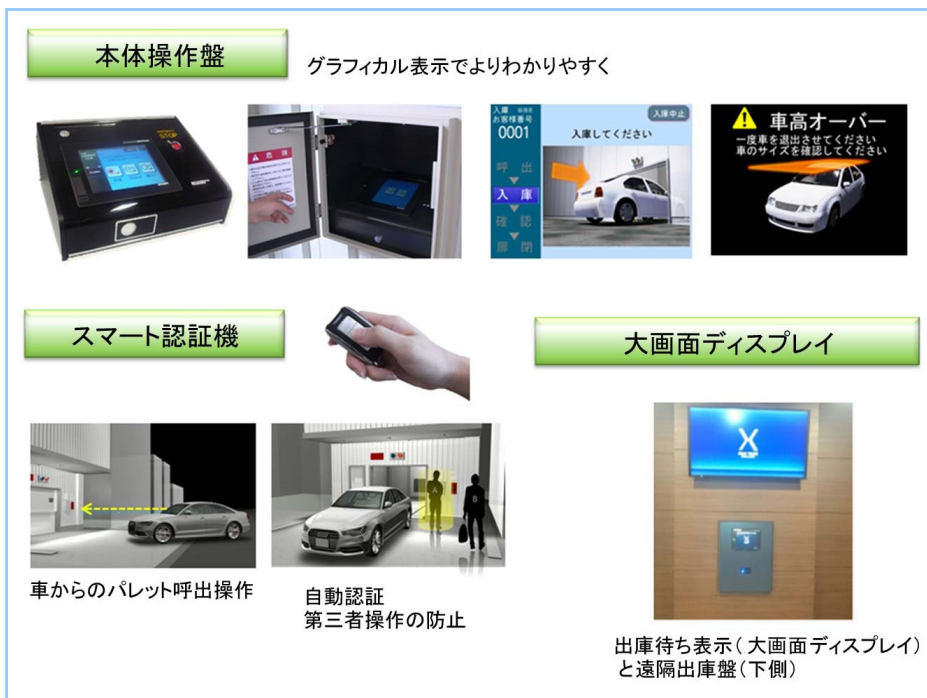 本体操作盤
グラフィカル表示でよりわかりやすく
STOP
危険
入庫
お客様番号
0001
入庫中止
入庫してください
呼出
入庫
確認
扉閉
車高オーバー
一度車を退出させてください
車のサイズを確認してください
スマート認証機
大画面ディスプレイ
B
X
車からのパレット呼出操作
自動認証
第三者操作の防止
出庫待ち表示(大画面ディスプレイ)
と遠隔出庫盤(下側)